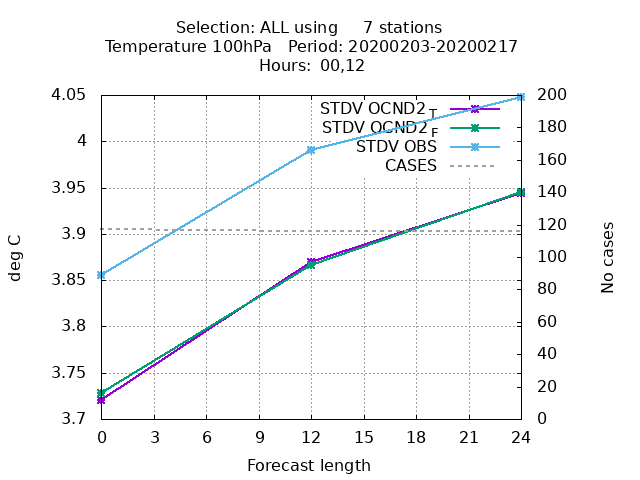 Selection: ALL using 7 stations
Temperature 100hPa Period: 20200203-20200217
Hours: 00,12
STDV OCND2 T
STDV OCND2 F
STDV OBS
CASES
4.05
4
3.95
3.9
3.85
3.8
3.75
3.7
deg C
200
180
160
140
120
100
80
60
40
20
0
No cases
0 3 6 9 12 15 18 21 24
Forecast length